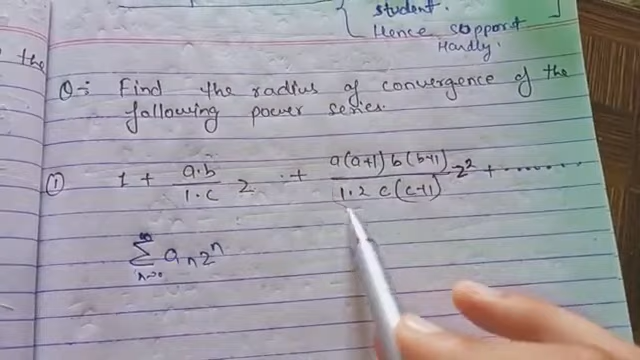 student.
Hence support
Hardly.
the
Q:- Find the radius of convergence of the
following power series.
① 1 + a.b / 1.c z + a(a+1) b(b+1) / 1.2 c(c+1) z² + ........
∞ Σ n=0 aₙzⁿ